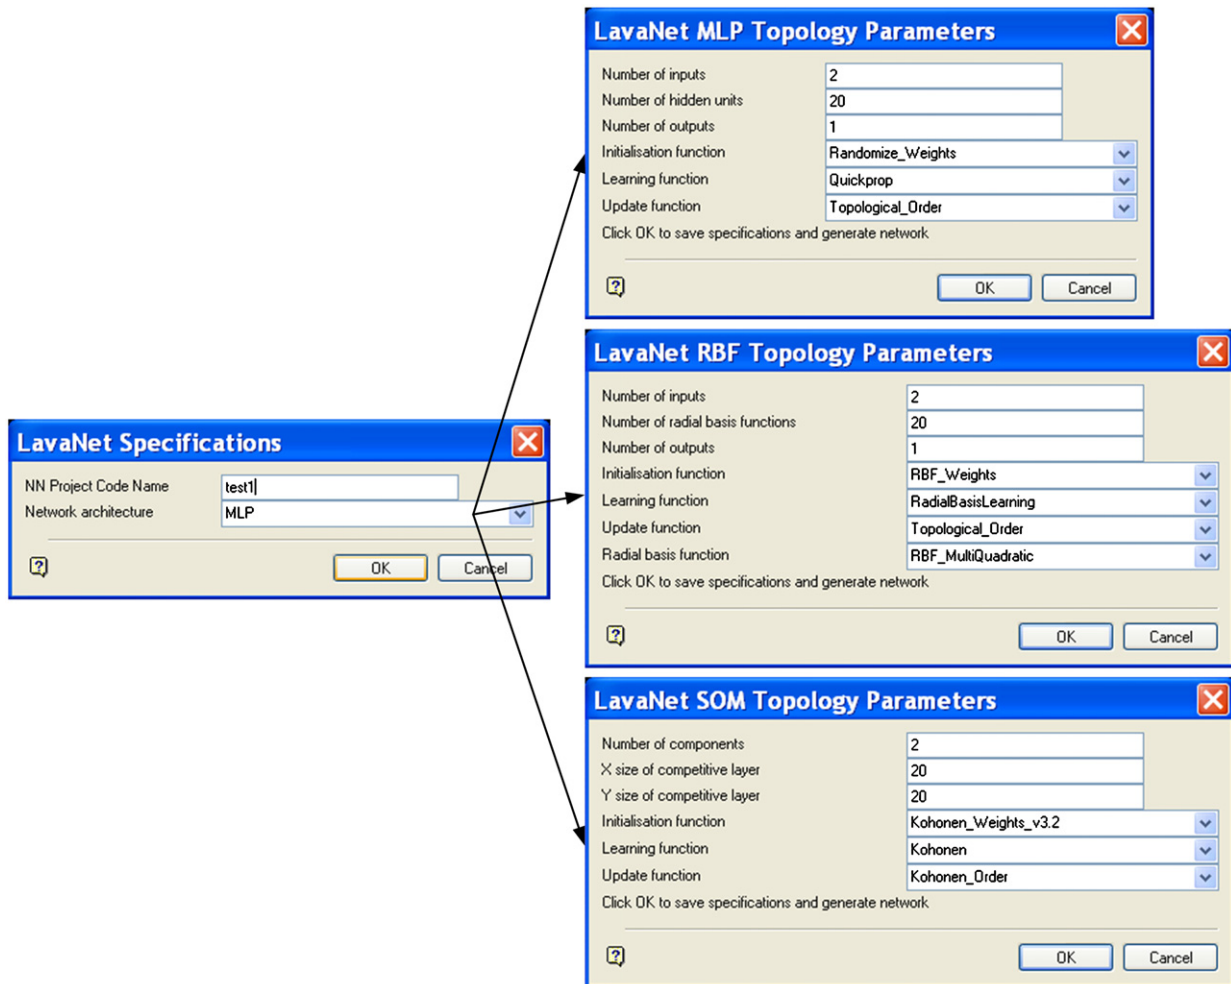 LavaNet MLP Topology Parameters
Number of inputs 2
Number of hidden units 20
Number of outputs 1
Initialisation function Randomize_Weights
Learning function Quickprop
Update function Topological_Order
Click OK to save specifications and generate network
? OK Cancel
LavaNet RBF Topology Parameters
Number of inputs 2
Number of radial basis functions 20
Number of outputs 1
Initialisation function RBF_Weights
Learning function RadialBasisLearning
Update function Topological_Order
Radial basis function RBF_MultiQuadratic
Click OK to save specifications and generate network
? OK Cancel
LavaNet Specifications
NN Project Code Name test1
Network architecture MLP
? OK Cancel
LavaNet SOM Topology Parameters
Number of components 2
X size of competitive layer 20
Y size of competitive layer 20
Initialisation function Kohonen_Weights_v3.2
Learning function Kohonen
Update function Kohonen_Order
Click OK to save specifications and generate network
? OK Cancel